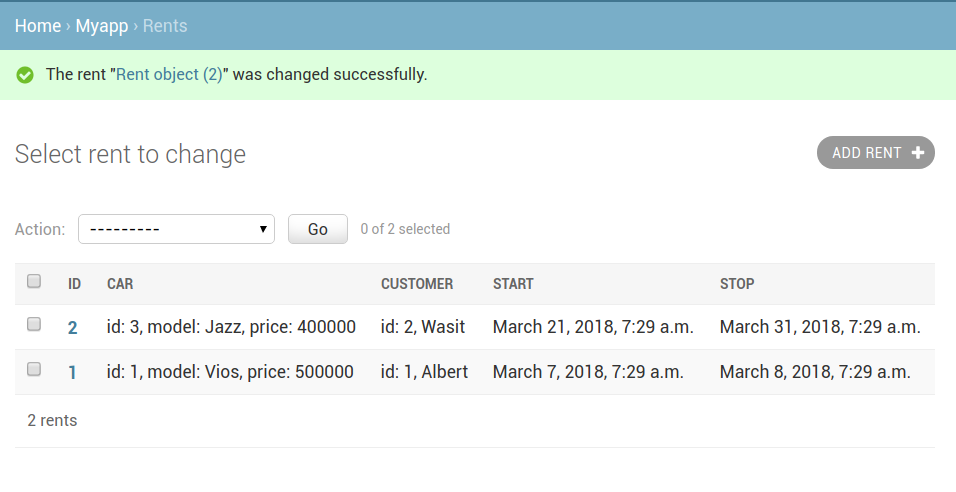 Home › Myapp › Rents
The rent "Rent object (2)" was changed successfully.
Select rent to change
ADD RENT
Action: --------- Go 0 of 2 selected
ID CAR CUSTOMER START STOP
2 id: 3, model: Jazz, price: 400000 id: 2, Wasit March 21, 2018, 7:29 a.m. March 31, 2018, 7:29 a.m.
1 id: 1, model: Vios, price: 500000 id: 1, Albert March 7, 2018, 7:29 a.m. March 8, 2018, 7:29 a.m.
2 rents